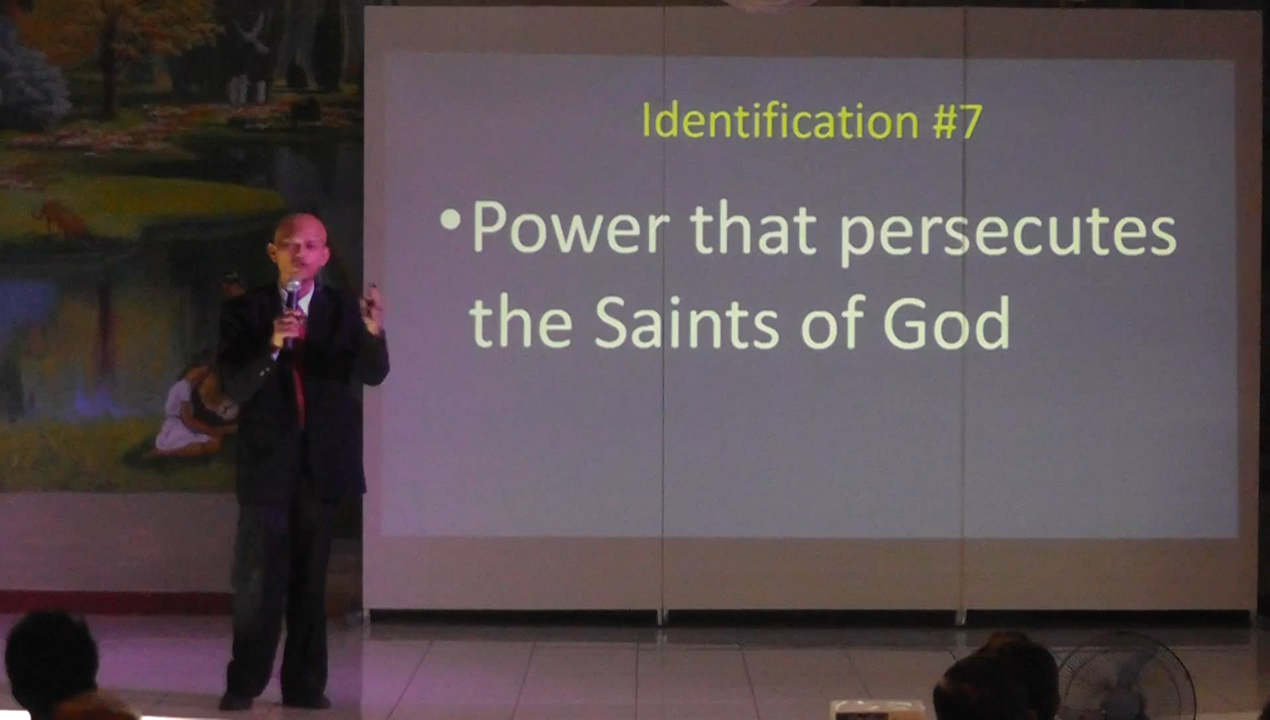 Identification #7
•Power that persecutes
the Saints of God